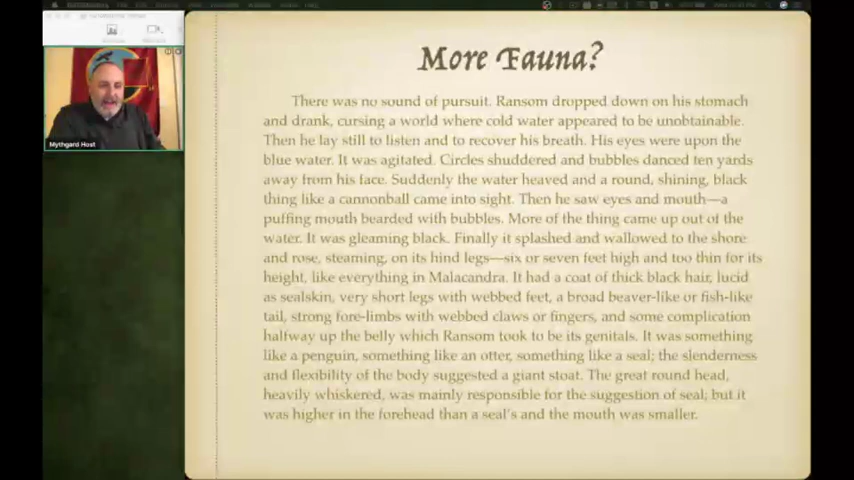 More Fauna?
There was no sound of pursuit. Ransom dropped down on his stomach
and drank, cursing a world where cold water appeared to be unobtainable.
Then he lay still to listen and to recover his breath. His eyes were upon the
blue water. It was agitated. Circles shuddered and bubbles danced ten yards
away from his face. Suddenly the water heaved and a round, shining, black
thing like a cannonball came into sight. Then he saw eyes and mouth—a
puffing mouth bearded with bubbles. More of the thing came up out of the
water. It was gleaming black. Finally it splashed and wallowed to the shore
and rose, steaming, on its hind legs—six or seven feet high and too thin for its
height, like everything in Malacandra. It had a coat of thick black hair, lucid
as sealskin, very short legs with webbed feet, a broad beaver-like or fish-like
tail, strong fore-limbs with webbed claws or fingers, and some complication
halfway up the belly which Ransom took to be its genitals. It was something
like a penguin, something like an otter, something like a seal; the slenderness
and flexibility of the body suggested a giant stoat. The great round head,
heavily whiskered, was mainly responsible for the suggestion of seal; but it
was higher in the forehead than a seal's and the mouth was smaller.
Mythgard Host